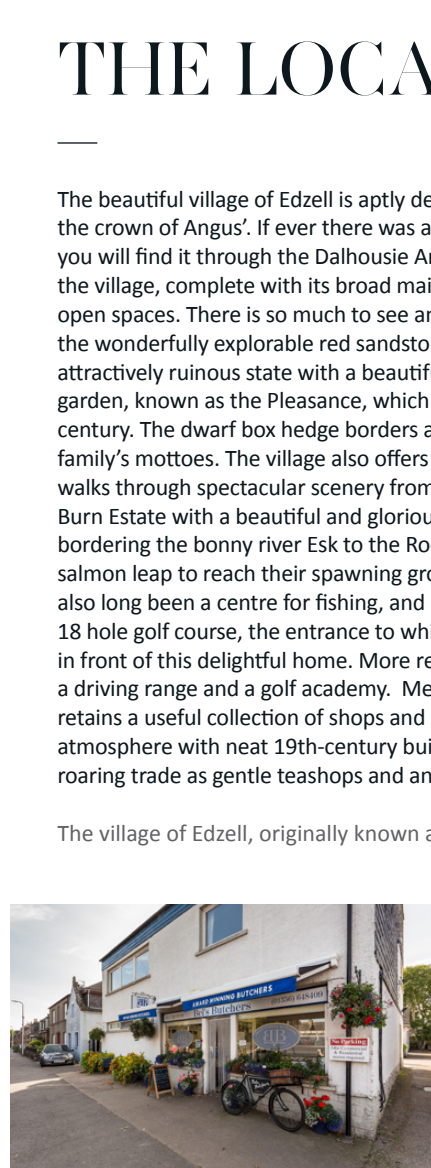 THE LOCA
The beautiful village of Edzell is aptly de
the crown of Angus’. If ever there was a
you will find it through the Dalhousie Ar
the village, complete with its broad mai
open spaces. There is so much to see an
the wonderfully explorable red sandsto
attractively ruinous state with a beautif
garden, known as the Pleasance, which
century. The dwarf box hedge borders a
family’s mottoes. The village also offers
walks through spectacular scenery from
Burn Estate with a beautiful and gloriou
bordering the bonny river Esk to the Ro
salmon leap to reach their spawning gro
also long been a centre for fishing, and
18 hole golf course, the entrance to whi
in front of this delightful home. More re
a driving range and a golf academy.  Me
retains a useful collection of shops and
atmosphere with neat 19th-century bui
roaring trade as gentle teashops and an
The village of Edzell, originally known a
AWARD WINNING BUTCHERS
Bel's Butchers
(01356) 648409
No Parking